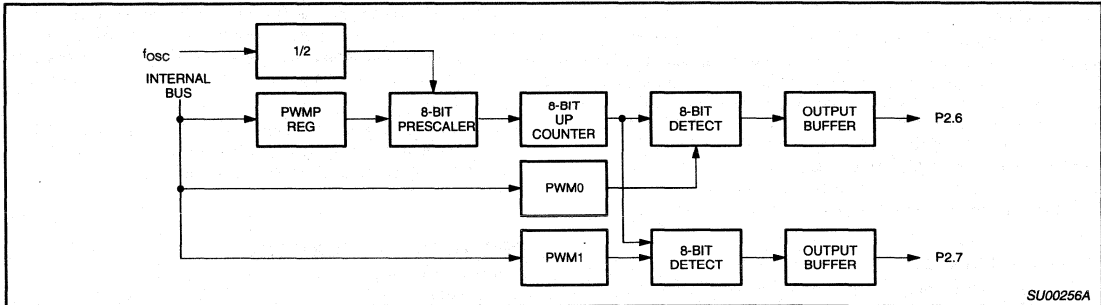 fOSC
1/2
INTERNAL
BUS
PWMP
REG
8-BIT
PRESCALER
8-BIT
UP
COUNTER
8-BIT
DETECT
OUTPUT
BUFFER
P2.6
PWM0
PWM1
8-BIT
DETECT
OUTPUT
BUFFER
P2.7
SU00256A